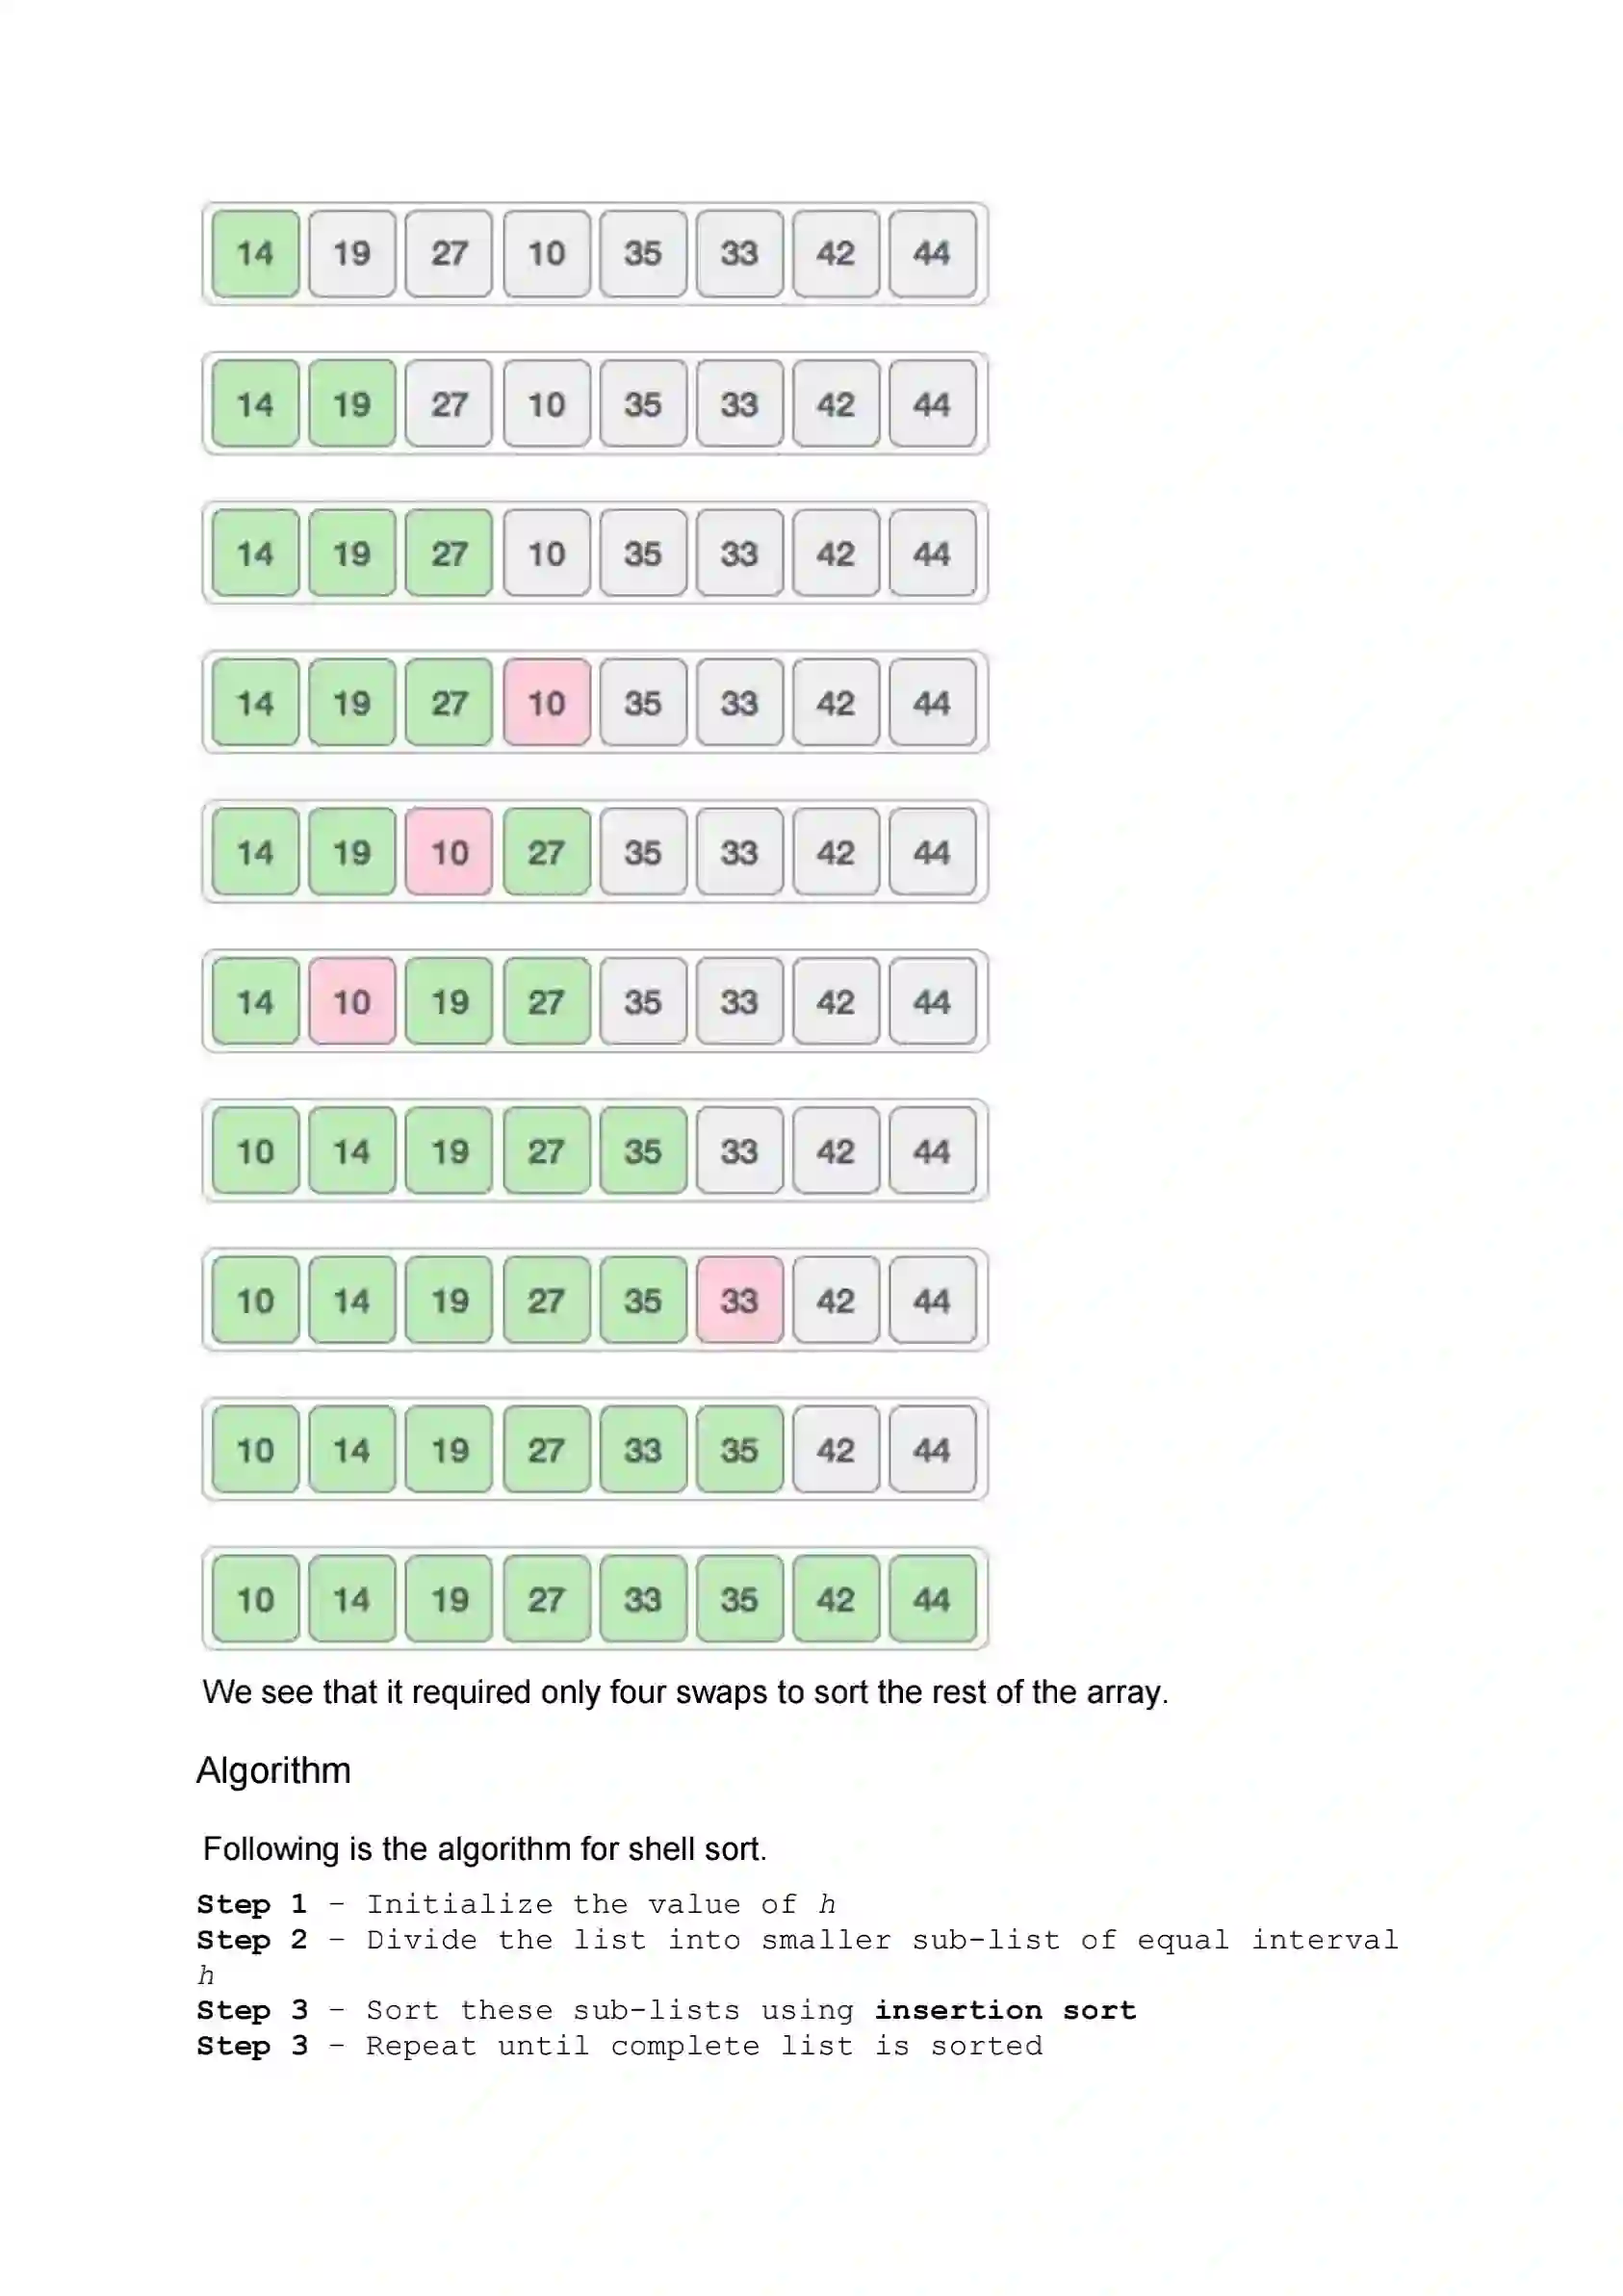 14 19 27 10 35 33 42 44
14 19 27 10 35 33 42 44
14 19 27 10 35 33 42 44
14 19 27 10 35 33 42 44
14 19 10 27 35 33 42 44
14 10 19 27 35 33 42 44
10 14 19 27 35 33 42 44
10 14 19 27 35 33 42 44
10 14 19 27 33 35 42 44
10 14 19 27 33 35 42 44
We see that it required only four swaps to sort the rest of the array.
Algorithm
Following is the algorithm for shell sort.
Step 1 − Initialize the value of h
Step 2 − Divide the list into smaller sub-list of equal interval
h
Step 3 − Sort these sub-lists using insertion sort
Step 3 − Repeat until complete list is sorted